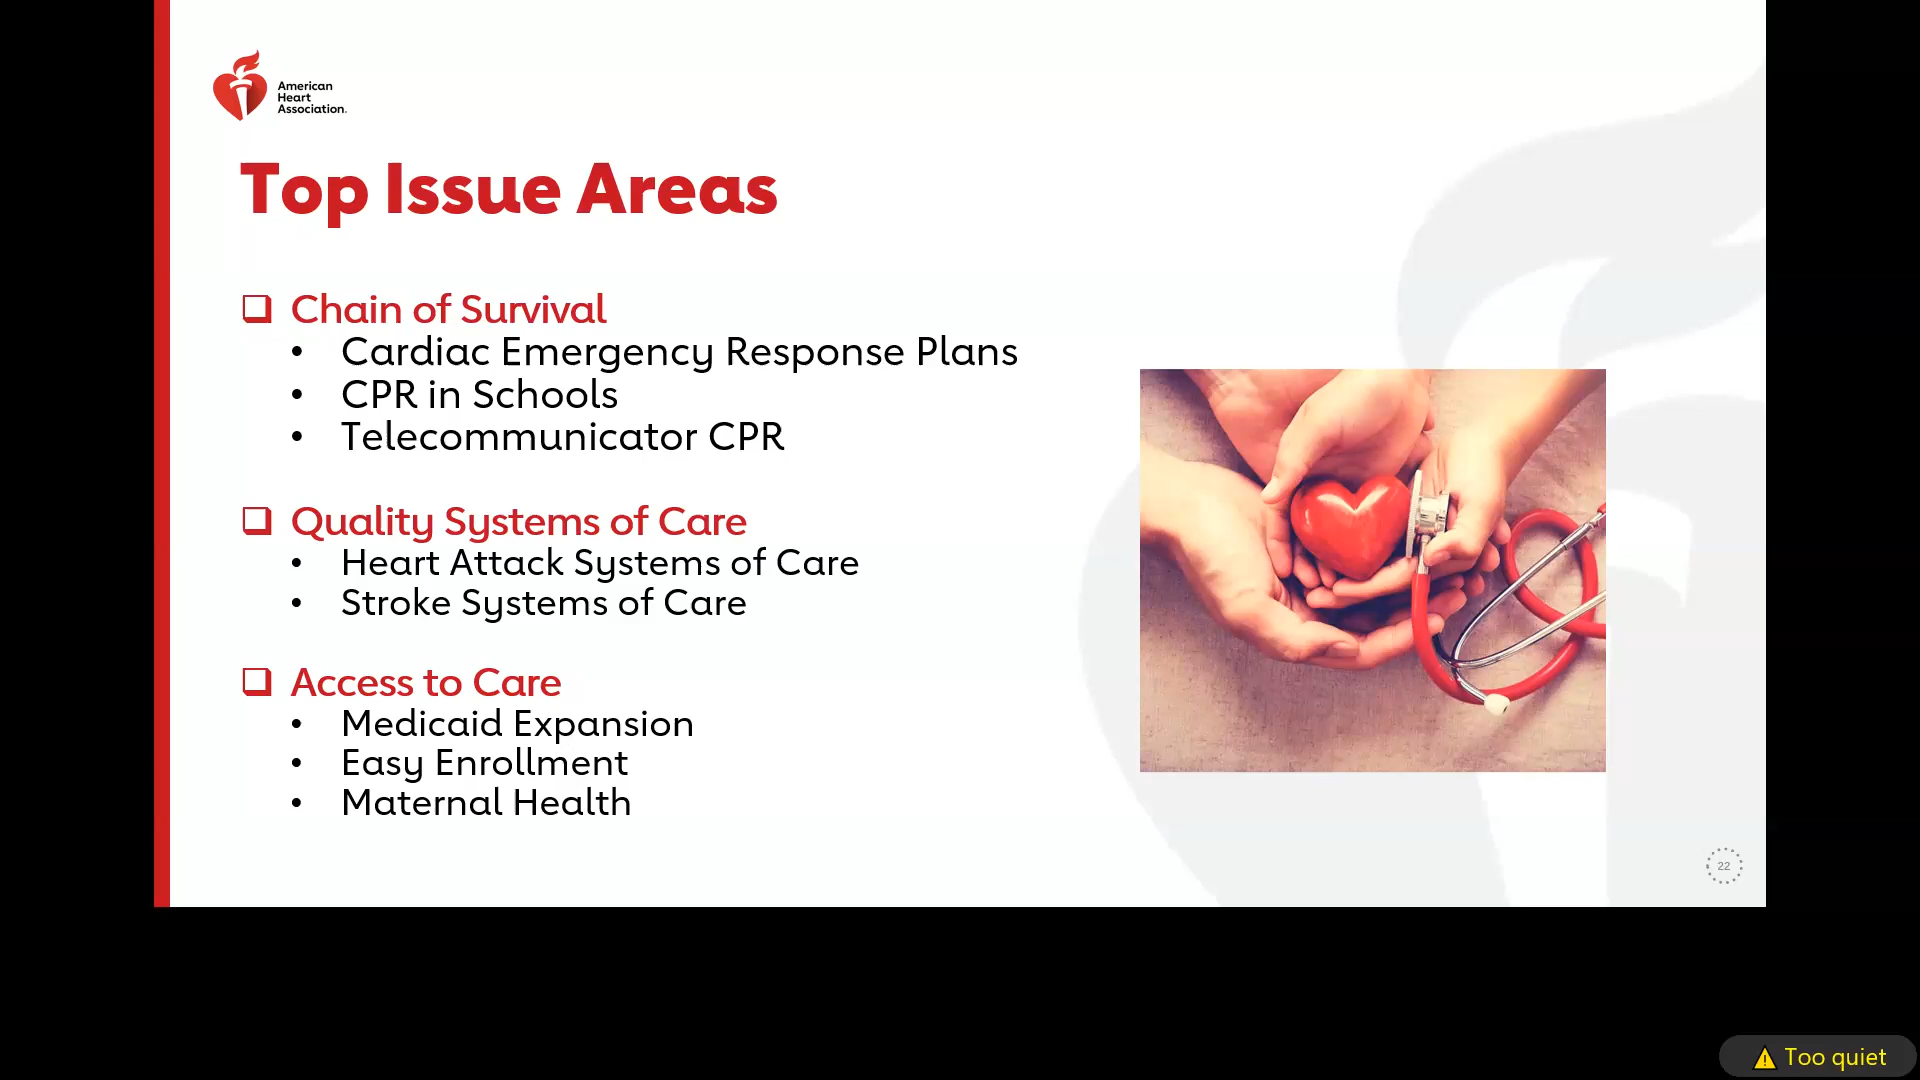 American
Heart
Association.
Top Issue Areas
❑ Chain of Survival
• Cardiac Emergency Response Plans
• CPR in Schools
• Telecommunicator CPR
❑ Quality Systems of Care
• Heart Attack Systems of Care
• Stroke Systems of Care
❑ Access to Care
• Medicaid Expansion
• Easy Enrollment
• Maternal Health
22
Too quiet